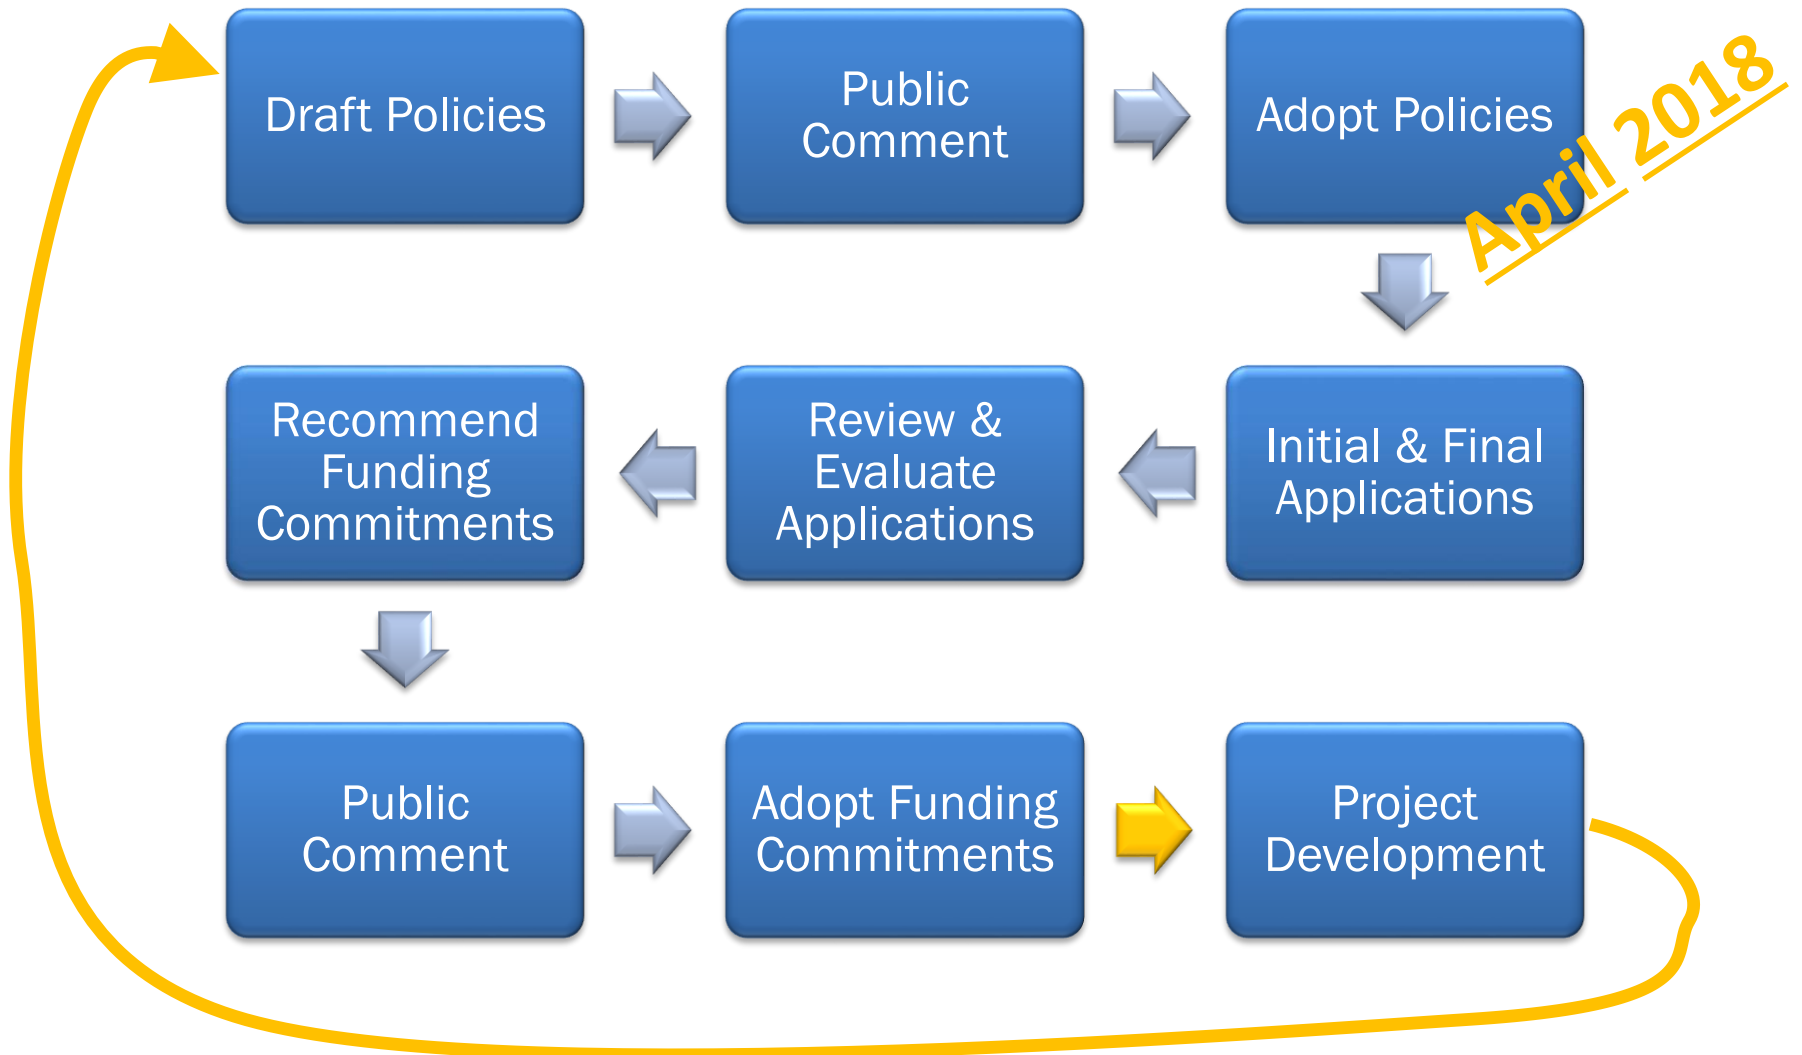 Draft Policies
Public
Comment
Adopt Policies
April 2018
Initial & Final
Applications
Review &
Evaluate
Applications
Recommend
Funding
Commitments
Public
Comment
Adopt Funding
Commitments
Project
Development